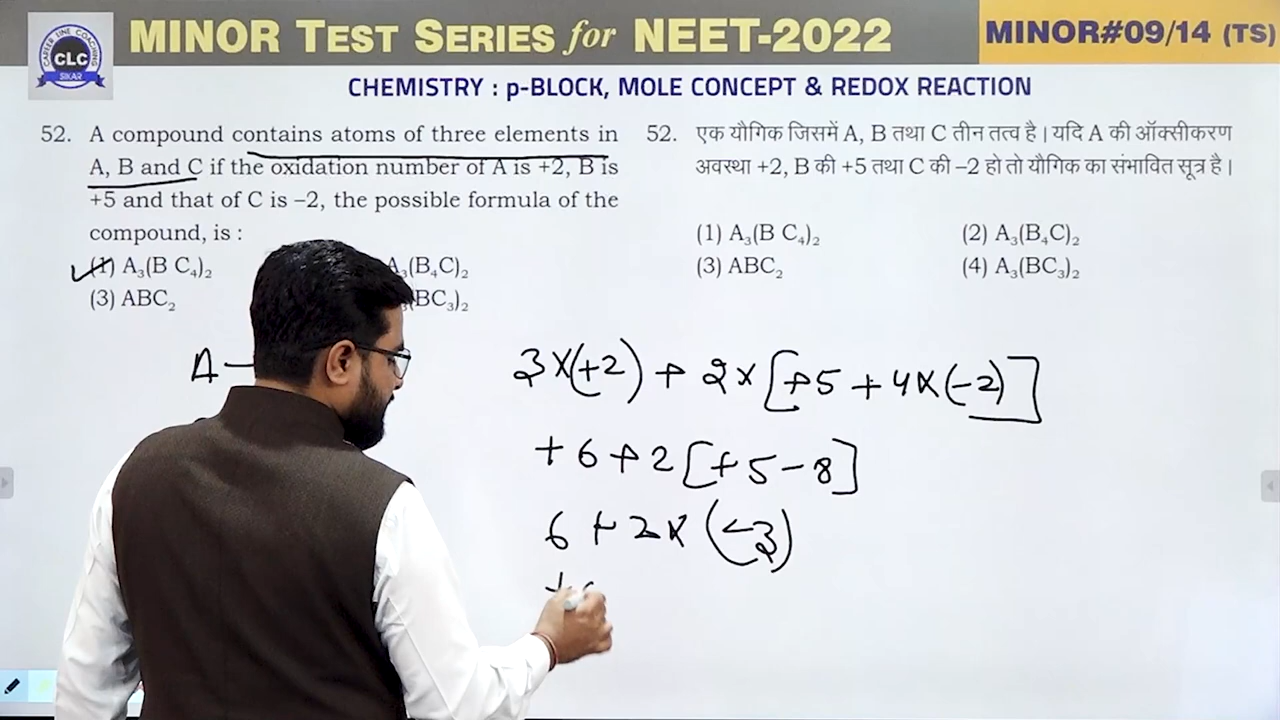 CAREER LINE COACHING
CLC
SIKAR
MINOR TEST SERIES for NEET-2022
MINOR#09/14 (TS)
CHEMISTRY : p-BLOCK, MOLE CONCEPT & REDOX REACTION
52. A compound contains atoms of three elements in
A, B and C if the oxidation number of A is +2, B is
+5 and that of C is –2, the possible formula of the
compound, is :
(1) A₃(B C₄)₂
A₃(B₄C)₂
(3) ABC₂
(BC₃)₂
52. एक यौगिक जिसमें A, B तथा C तीन तत्व है। यदि A की ऑक्सीकरण
अवस्था +2, B की +5 तथा C की –2 हो तो यौगिक का संभावित सूत्र है।
(1) A₃(B C₄)₂ (2) A₃(B₄C)₂
(3) ABC₂ (4) A₃(BC₃)₂
A –
3×(+2) + 2×[+5 + 4×(-2)]
+6 + 2[+5 - 8]
6 + 2×(-3)